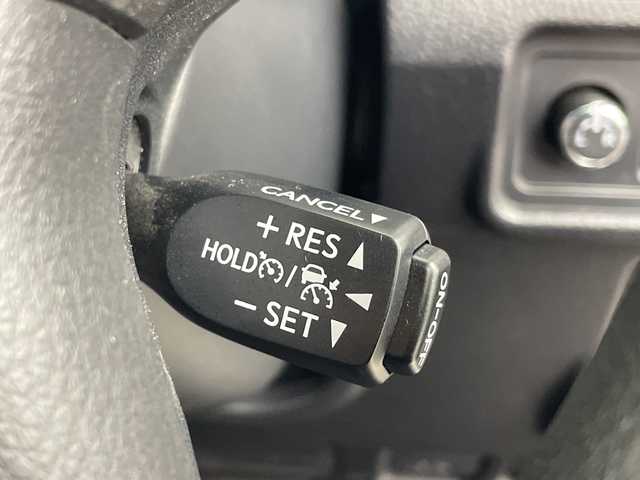 CANCEL▼
+ RES ▲
HOLD / ◀
− SET ▼
ON-OFF